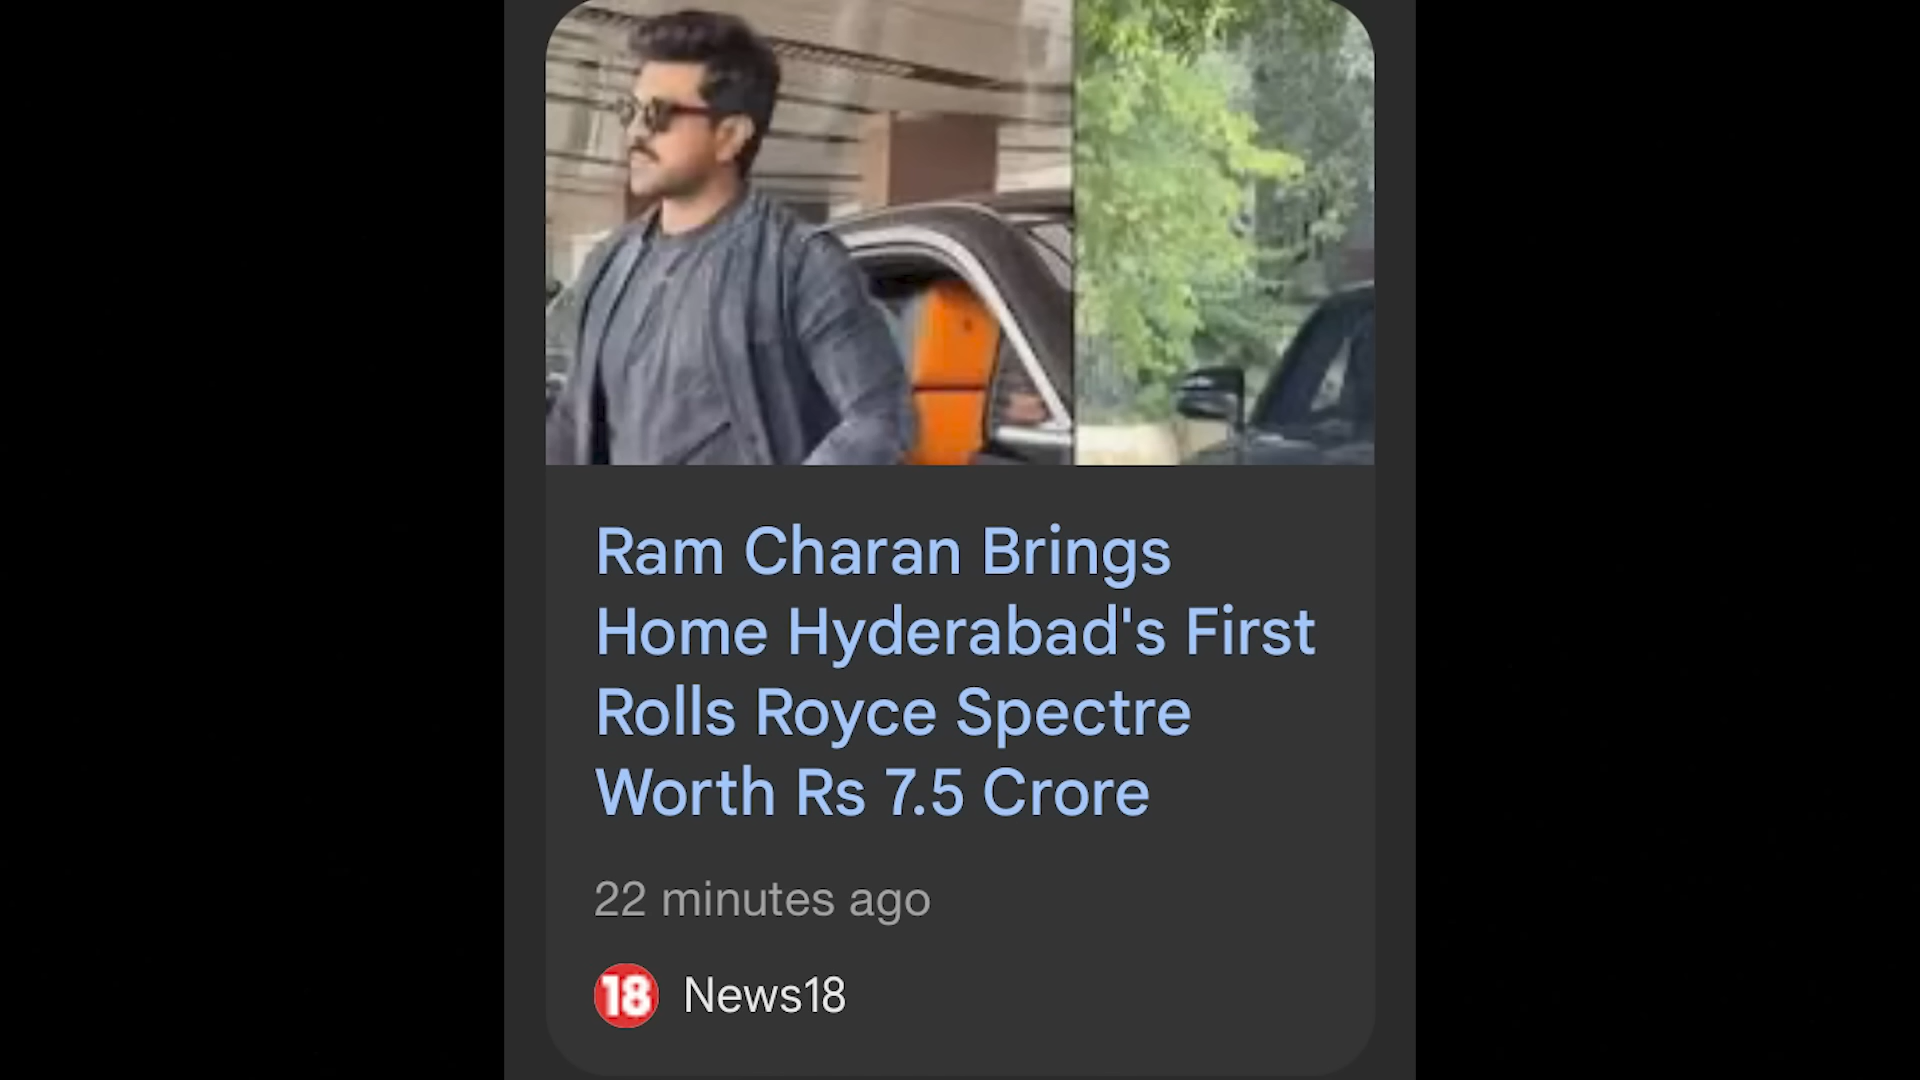 Ram Charan Brings
Home Hyderabad's First
Rolls Royce Spectre
Worth Rs 7.5 Crore
22 minutes ago
18 News18